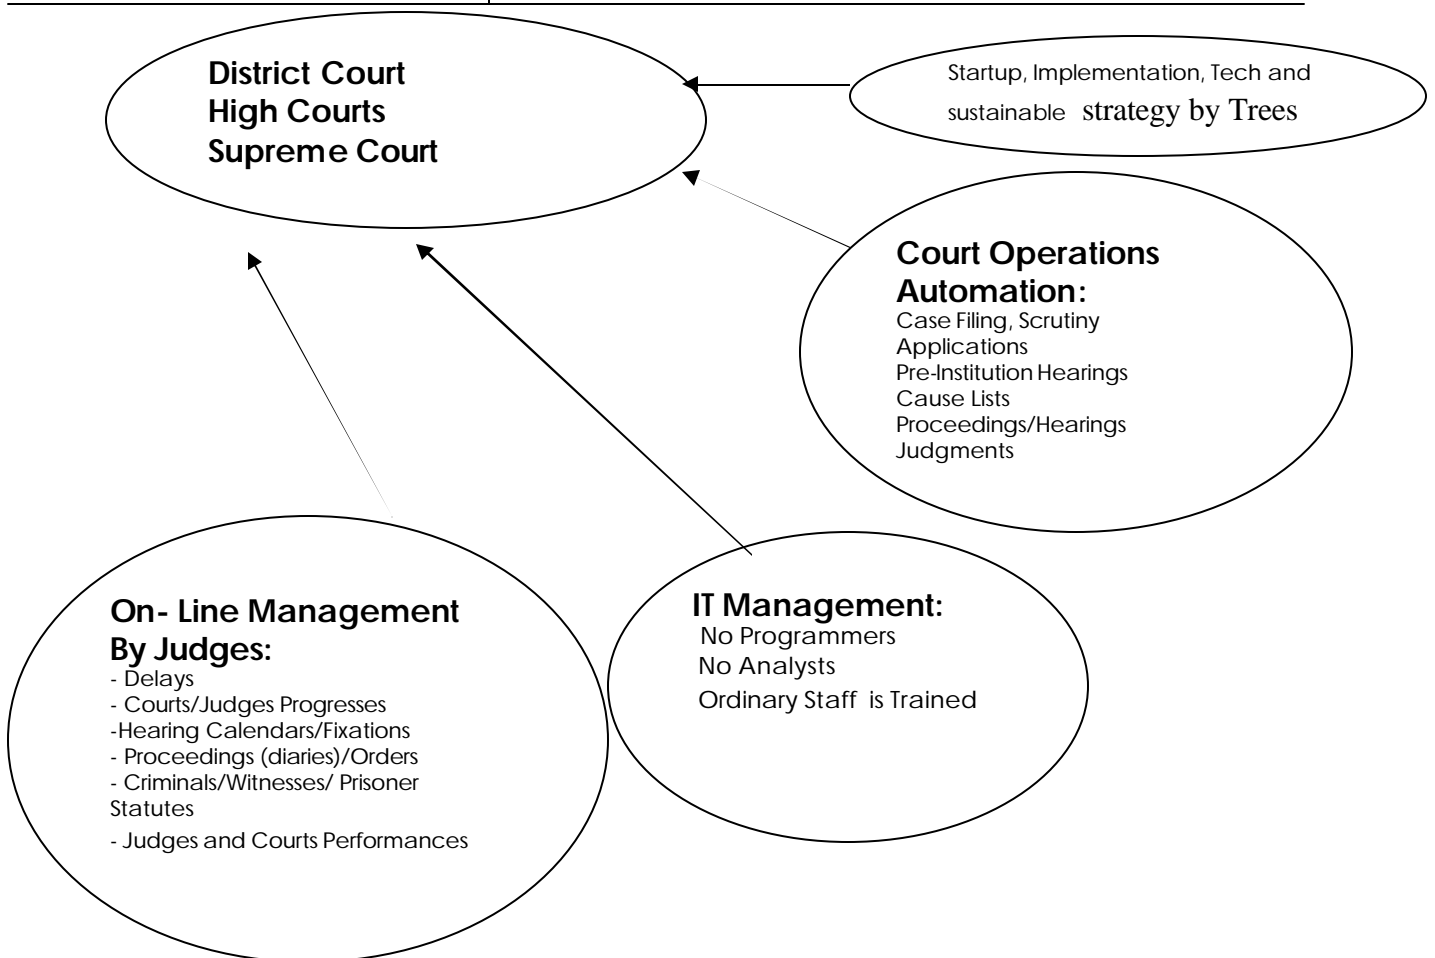 District Court
High Courts
Supreme Court
Startup, Implementation, Tech and
sustainable strategy by Trees
Court Operations
Automation:
Case Filing, Scrutiny
Applications
Pre-Institution Hearings
Cause Lists
Proceedings/Hearings
Judgments
On- Line Management
By Judges:
- Delays
- Courts/Judges Progresses
-Hearing Calendars/Fixations
- Proceedings (diaries)/Orders
- Criminals/Witnesses/ Prisoner
Statutes
- Judges and Courts Performances
IT Management:
No Programmers
No Analysts
Ordinary Staff is Trained